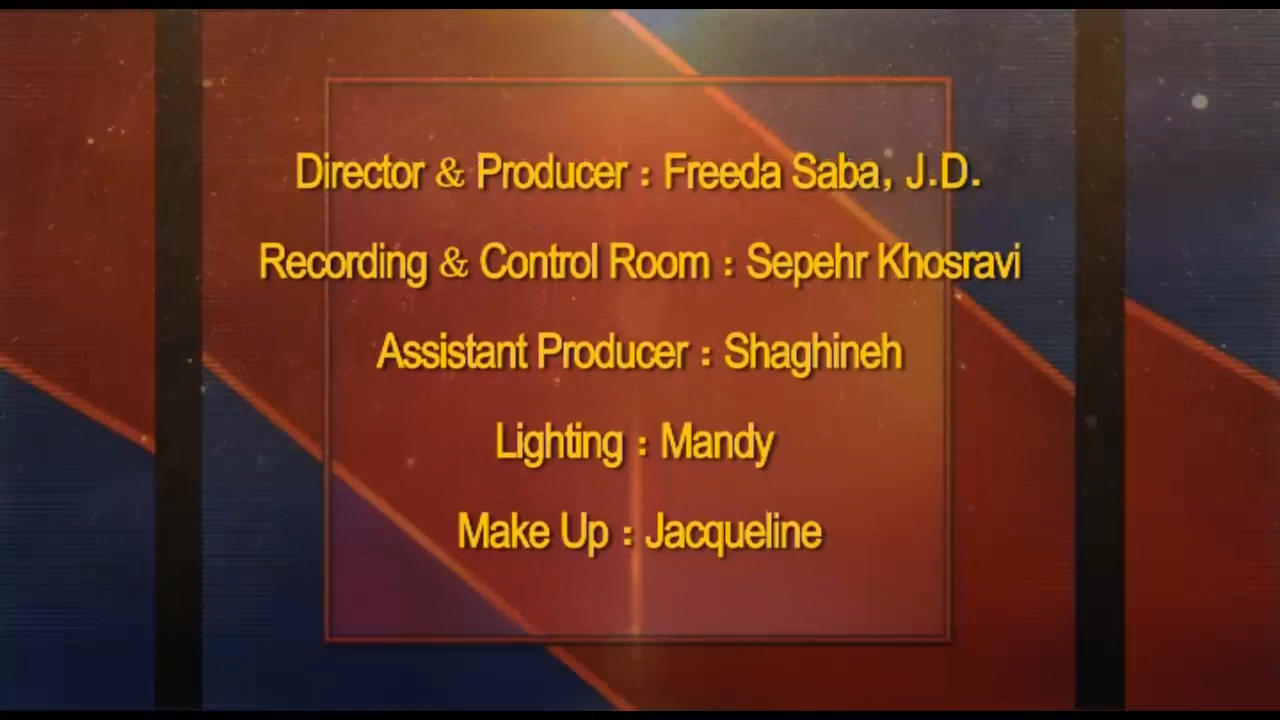 Director & Producer : Freeda Saba, J.D.
Recording & Control Room : Sepehr Khosravi
Assistant Producer : Shaghineh
Lighting : Mandy
Make Up : Jacqueline